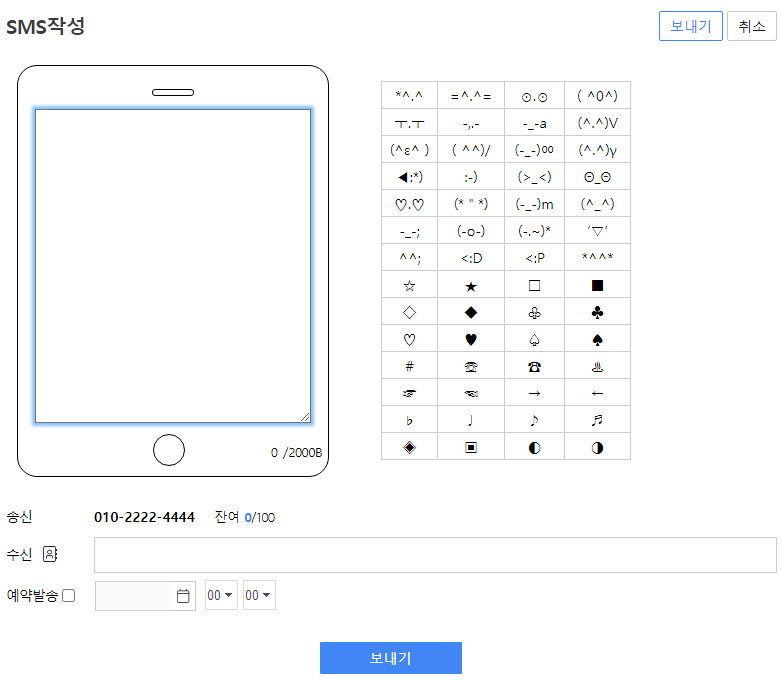 SMS작성
보내기 취소
*^.^ =^.^= ⊙.⊙ ( ^0^)
ㅜ.ㅜ -,.- -_-a (^.^)V
(^ε^ ) ( ^^)/ (-_-)00 (^.^)γ
◀:*) :-) (>_<) Θ_Θ
♡.♡ (* " *) (-_-)m (^_^)
-_-; (-o-) (-.~)* ′▽′
^^; <:D <:P *^^*
☆ ★ □ ■
◇ ◆ ♧ ♣
♡ ♥ ♤ ♠
# ☏ ☎ ♨
☞ ☜ → ←
♭ ♩ ♪ ♬
◈ ▣ ◐ ◑
0 /2000B
송신 010-2222-4444 잔여 0/100
수신
예약발송 00 00
보내기